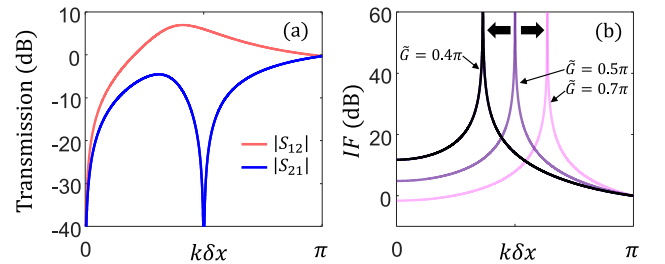 (a)
Transmission (dB)
10
0
-10
-20
-30
-40
|S₁₂|
|S₂₁|
0
kδx
π
(b)
IF (dB)
60
40
20
0
G̃ = 0.4π
G̃ = 0.5π
G̃ = 0.7π
0
kδx
π